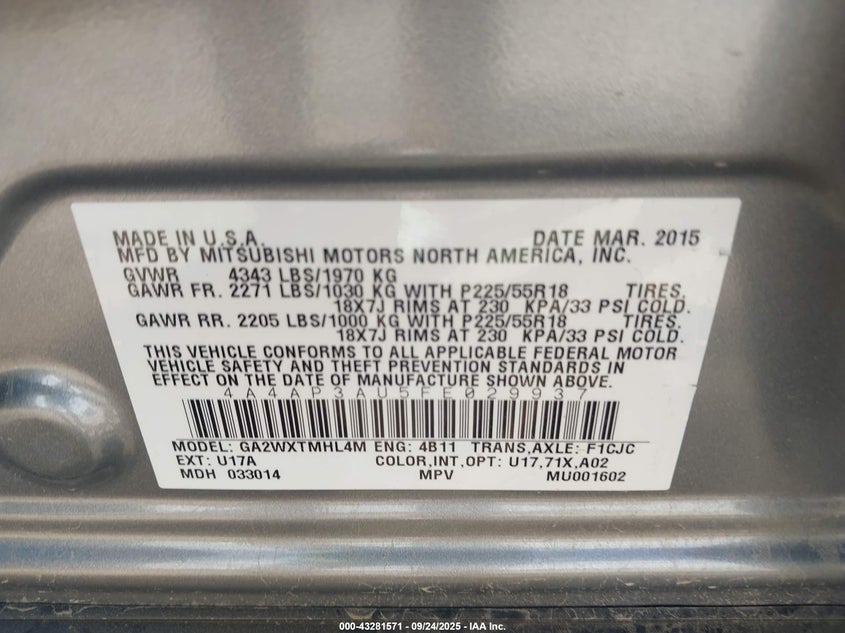 MADE IN U.S.A. DATE MAR. 2015
MFD BY MITSUBISHI MOTORS NORTH AMERICA, INC.
GVWR 4343 LBS/1970 KG
GAWR FR. 2271 LBS/1030 KG WITH P225/55R18 TIRES.
18X7J RIMS AT 230 KPA/33 PSI COLD.
GAWR RR. 2205 LBS/1000 KG WITH P225/55R18 TIRES.
18X7J RIMS AT 230 KPA/33 PSI COLD.
THIS VEHICLE CONFORMS TO ALL APPLICABLE FEDERAL MOTOR
VEHICLE SAFETY AND THEFT PREVENTION STANDARDS IN
EFFECT ON THE DATE OF MANUFACTURE SHOWN ABOVE.
4A4AP3AU5FE029937
MODEL: GA2WXTMHL4M ENG: 4B11 TRANS,AXLE: F1CJC
EXT: U17A COLOR,INT,OPT: U17,71X,A02
MDH 033014 MPV MU001602
000-43281571 - 09/24/2025 - IAA Inc.